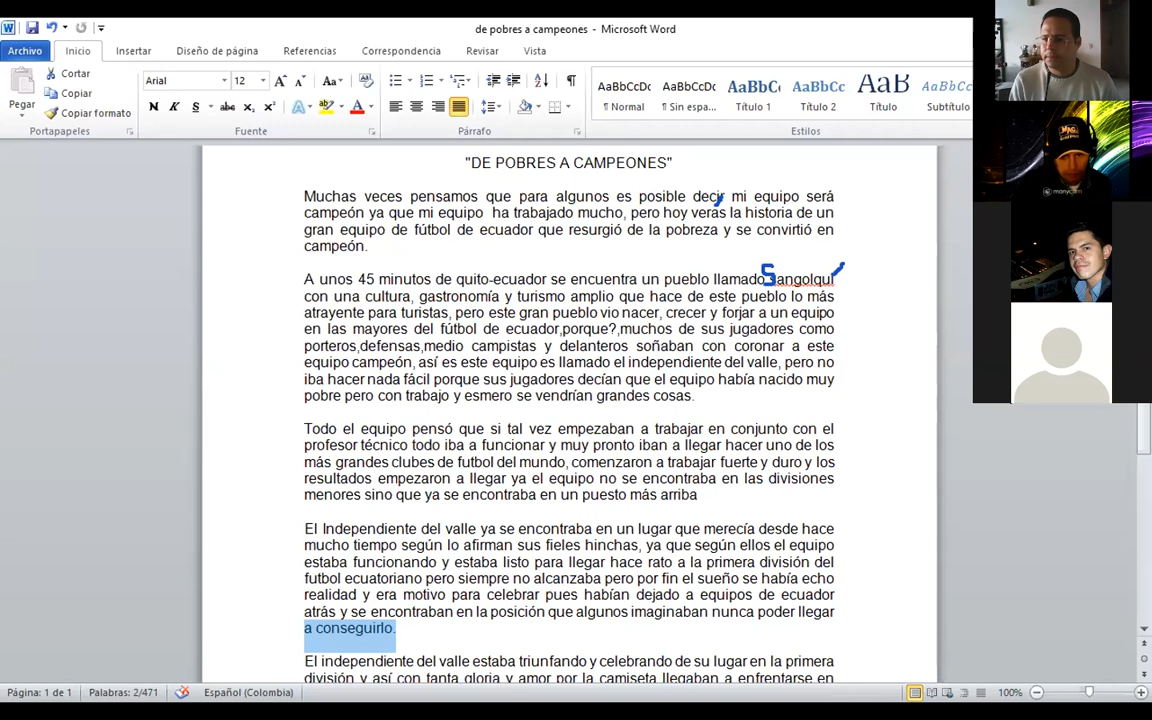 de pobres a campeones - Microsoft Word
Archivo Inicio Insertar Diseño de página Referencias Correspondencia Revisar Vista
Pegar
Cortar
Copiar
Copiar formato
Portapapeles
Arial 12
Fuente
Párrafo
AaBbCcDc AaBbCcDc AaBbC AaBbCc AaB AaBbCc
¶ Normal ¶ Sin espa... Título 1 Título 2 Título Subtítulo
Estilos
"DE POBRES A CAMPEONES"
Muchas veces pensamos que para algunos es posible decir mi equipo será
campeón ya que mi equipo ha trabajado mucho, pero hoy verás la historia de un
gran equipo de fútbol de ecuador que resurgió de la pobreza y se convirtió en
campeón.
A unos 45 minutos de quito-ecuador se encuentra un pueblo llamado Sangolquí
con una cultura, gastronomía y turismo amplio que hace de este pueblo lo más
atrayente para turistas, pero este gran pueblo vio nacer, crecer y forjar a un equipo
en las mayores del fútbol de ecuador,porque?,muchos de sus jugadores como
porteros,defensas,medio campistas y delanteros soñaban con coronar a este
equipo campeón, así es este equipo es llamado el independiente del valle, pero no
iba hacer nada fácil porque sus jugadores decían que el equipo había nacido muy
pobre pero con trabajo y esmero se vendrían grandes cosas.
Todo el equipo pensó que si tal vez empezaban a trabajar en conjunto con el
profesor técnico todo iba a funcionar y muy pronto iban a llegar hacer uno de los
más grandes clubes de futbol del mundo, comenzaron a trabajar fuerte y duro y los
resultados empezaron a llegar ya el equipo no se encontraba en las divisiones
menores sino que ya se encontraba en un puesto más arriba
El Independiente del valle ya se encontraba en un lugar que merecía desde hace
mucho tiempo según lo afirman sus fieles hinchas, ya que según ellos el equipo
estaba funcionando y estaba listo para llegar hace rato a la primera división del
futbol ecuatoriano pero siempre no alcanzaba pero por fin el sueño se había echo
realidad y era motivo para celebrar pues habían dejado a equipos de ecuador
atrás y se encontraban en la posición que algunos imaginaban nunca poder llegar
a conseguirlo.
El independiente del valle estaba triunfando y celebrando de su lugar en la primera
división y así con tanta gloria y amor por la camiseta llegaban a enfrentarse en
Página: 1 de 1 Palabras: 2/471 Español (Colombia) 100%
manycam